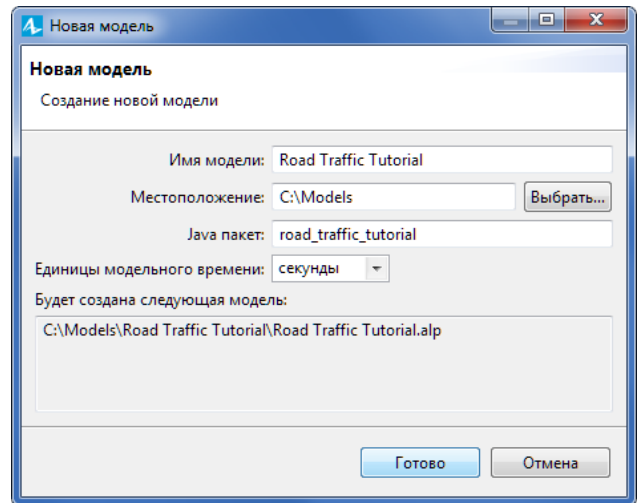 Новая модель
Новая модель
Создание новой модели
Имя модели: Road Traffic Tutorial
Местоположение: C:\Models Выбрать...
Java пакет: road_traffic_tutorial
Единицы модельного времени: секунды
Будет создана следующая модель:
C:\Models\Road Traffic Tutorial\Road Traffic Tutorial.alp
Готово Отмена